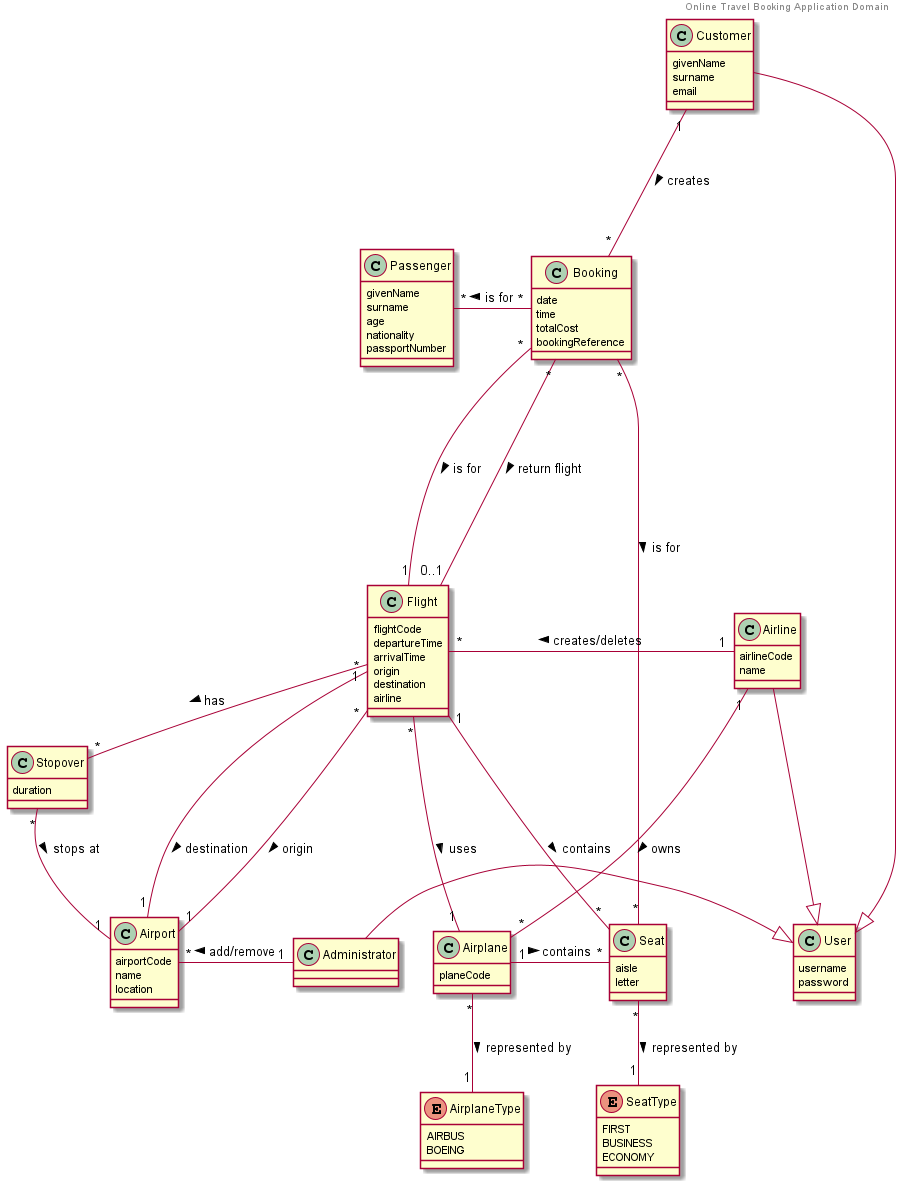 Online Travel Booking Application Domain
C Customer
givenName
surname
email
1
creates
*
C Passenger
givenName
surname
age
nationality
passportNumber
* is for *
C Booking
date
time
totalCost
bookingReference
*
*
*
is for
return flight
is for
1
0..1
C Flight
flightCode
departureTime
arrivalTime
origin
destination
airline
* creates/deletes 1
C Airline
airlineCode
name
*
1
*
*
1
1
has
*
C Stopover
duration
*
stops at
destination
origin
uses
contains
owns
1
1
1
1
*
*
*
C Airport
airportCode
name
location
* add/remove 1
C Administrator
C Airplane
planeCode
1 contains *
C Seat
aisle
letter
C User
username
password
*
represented by
1
*
represented by
1
E AirplaneType
AIRBUS
BOEING
E SeatType
FIRST
BUSINESS
ECONOMY